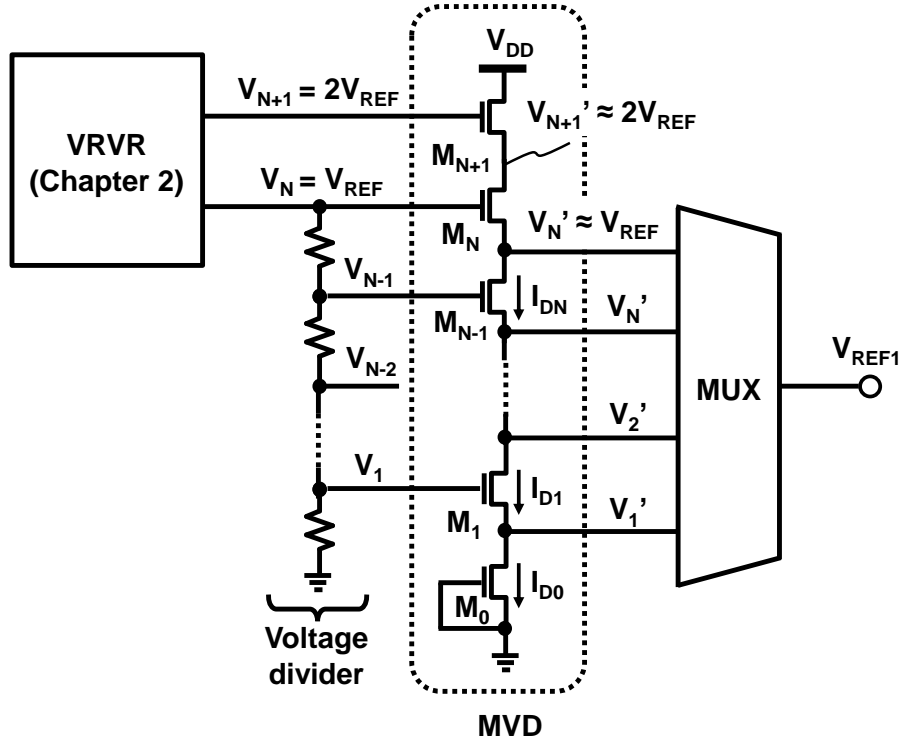 V_DD
V_N+1 = 2V_REF
V_N+1' ≈ 2V_REF
VRVR
(Chapter 2)
M_N+1
V_N = V_REF
M_N
V_N' ≈ V_REF
V_N-1
I_DN
V_N'
M_N-1
V_REF1
V_N-2
MUX
V_2'
V_1
I_D1
V_1'
M_1
I_D0
M_0
Voltage
divider
MVD